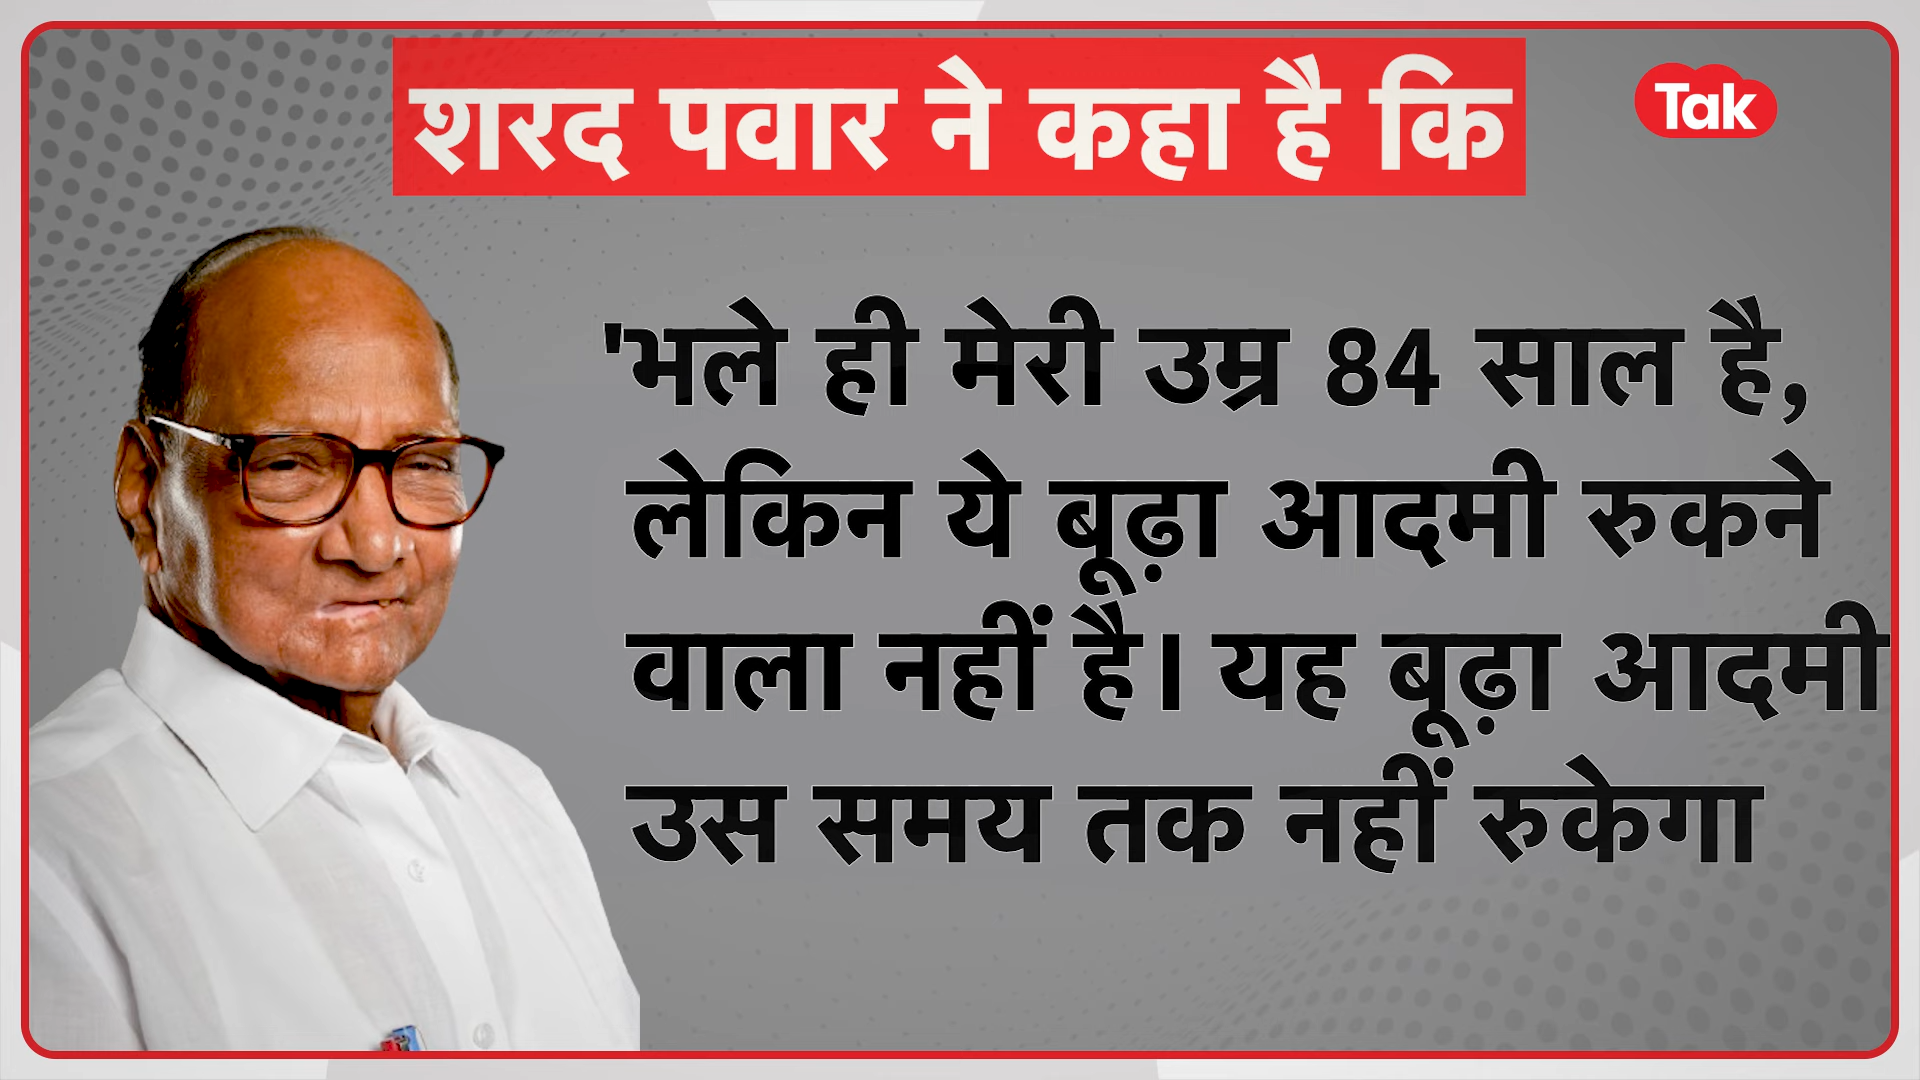 शरद पवार ने कहा है कि
Tak
'भले ही मेरी उम्र 84 साल है,
लेकिन ये बूढ़ा आदमी रुकने
वाला नहीं है। यह बूढ़ा आदमी
उस समय तक नहीं रुकेगा